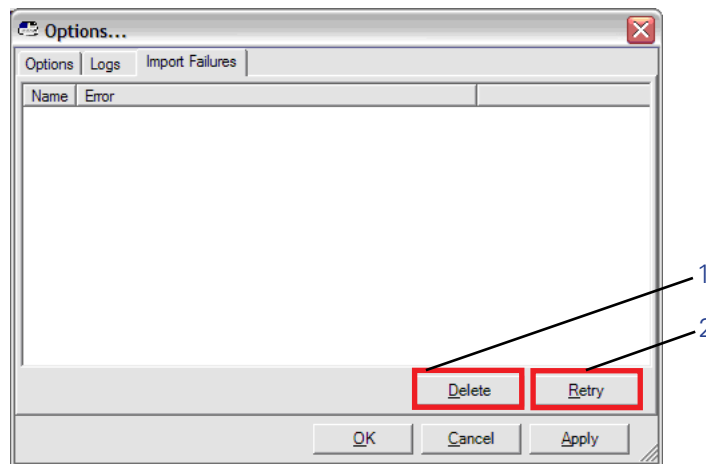 Options...
Options Logs Import Failures
Name Error
1
2
Delete Retry
OK Cancel Apply